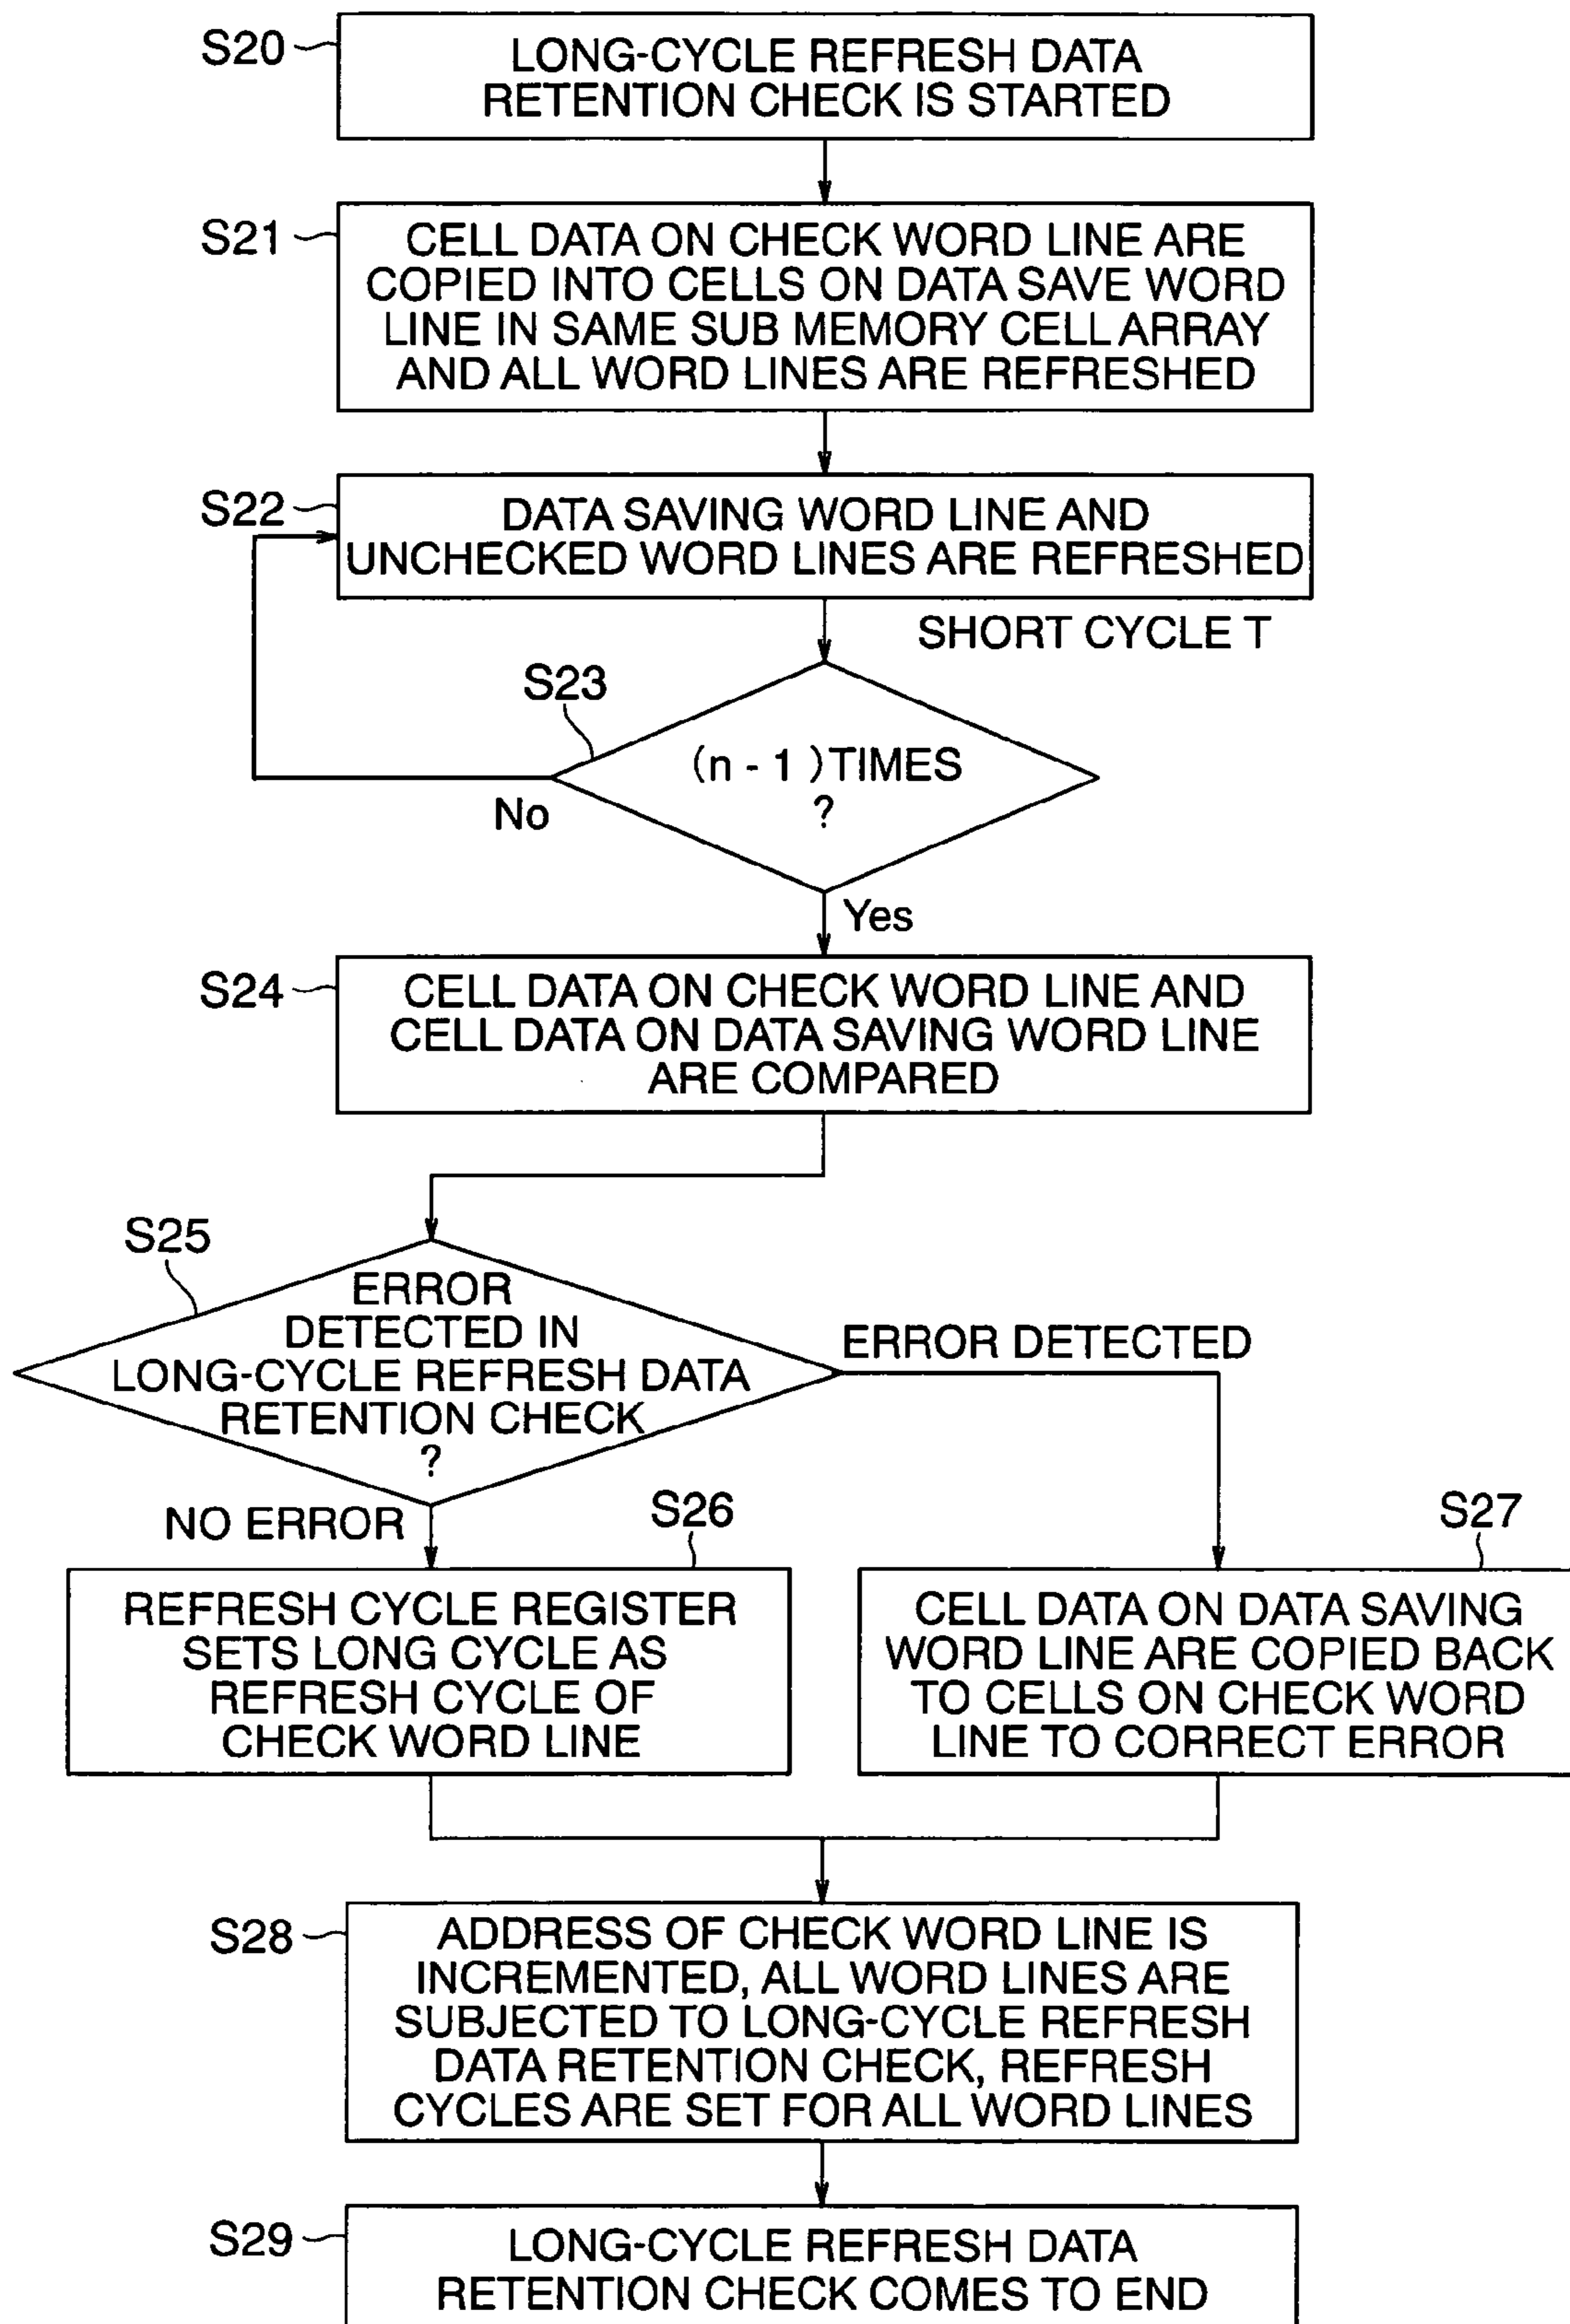 S20
LONG-CYCLE REFRESH DATA
RETENTION CHECK IS STARTED
S21
CELL DATA ON CHECK WORD LINE ARE
COPIED INTO CELLS ON DATA SAVE WORD
LINE IN SAME SUB MEMORY CELL ARRAY
AND ALL WORD LINES ARE REFRESHED
S22
DATA SAVING WORD LINE AND
UNCHECKED WORD LINES ARE REFRESHED
SHORT CYCLE T
S23
(n - 1 )TIMES
?
No
Yes
S24
CELL DATA ON CHECK WORD LINE AND
CELL DATA ON DATA SAVING WORD LINE
ARE COMPARED
S25
ERROR
DETECTED IN
LONG-CYCLE REFRESH DATA
RETENTION CHECK
?
ERROR DETECTED
NO ERROR
S26
REFRESH CYCLE REGISTER
SETS LONG CYCLE AS
REFRESH CYCLE OF
CHECK WORD LINE
S27
CELL DATA ON DATA SAVING
WORD LINE ARE COPIED BACK
TO CELLS ON CHECK WORD
LINE TO CORRECT ERROR
S28
ADDRESS OF CHECK WORD LINE IS
INCREMENTED, ALL WORD LINES ARE
SUBJECTED TO LONG-CYCLE REFRESH
DATA RETENTION CHECK, REFRESH
CYCLES ARE SET FOR ALL WORD LINES
S29
LONG-CYCLE REFRESH DATA
RETENTION CHECK COMES TO END